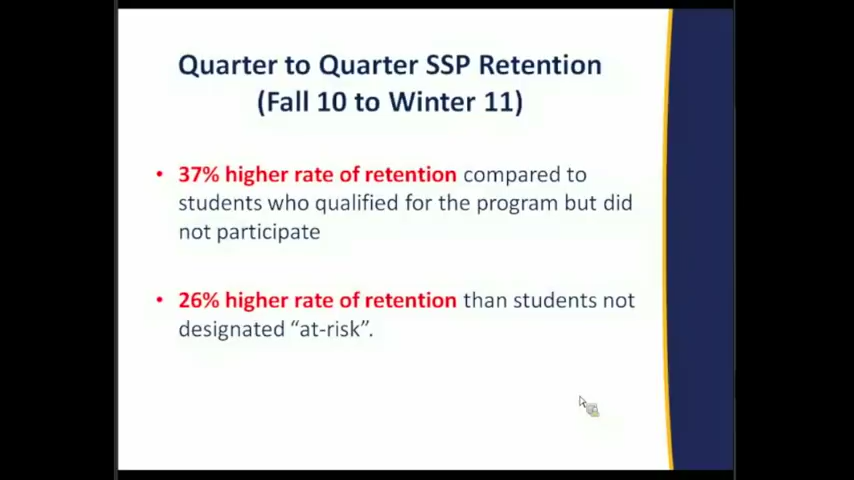 Quarter to Quarter SSP Retention
(Fall 10 to Winter 11)
• 37% higher rate of retention compared to
students who qualified for the program but did
not participate
• 26% higher rate of retention than students not
designated “at-risk”.